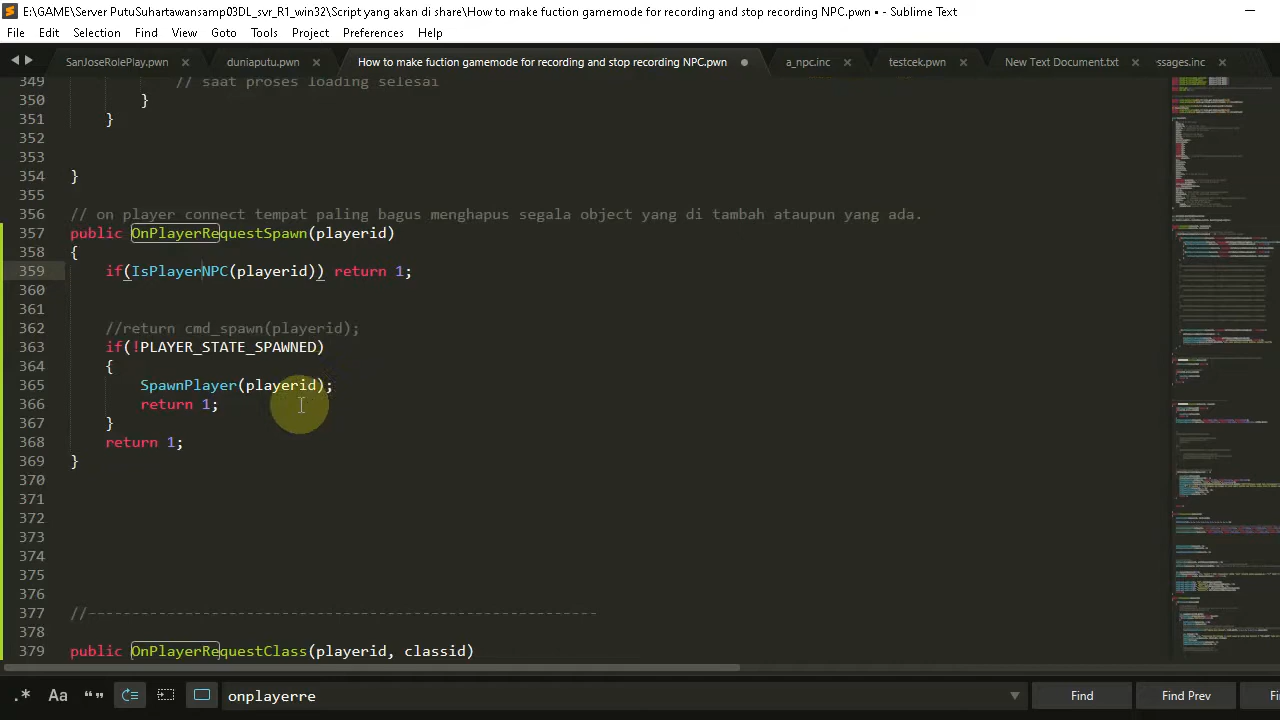 E:\GAME\Server PutuSuhartawansamp03DL_svr_R1_win32\Script yang akan di share\How to make fuction gamemode for recording and stop recording NPC.pwn • - Sublime Text
File Edit Selection Find View Goto Tools Project Preferences Help
SanJoseRolePlay.pwn duniaputu.pwn How to make fuction gamemode for recording and stop recording NPC.pwn a_npc.inc testcek.pwn New Text Document.txt ssages.inc
349 // saat proses loading selesai
350 }
351 }
352
353
354 }
355
356 // on player connect tempat paling bagus menghapus segala object yang di tambah ataupun yang ada.
357 public OnPlayerRequestSpawn(playerid)
358 {
359 if(IsPlayerNPC(playerid)) return 1;
360
361
362 //return cmd_spawn(playerid);
363 if(!PLAYER_STATE_SPAWNED)
364 {
365 SpawnPlayer(playerid);
366 return 1;
367 }
368 return 1;
369 }
370
371
372
373
374
375
376
377 //----------------------------------------------------------
378
379 public OnPlayerRequestClass(playerid, classid)
.* Aa “” onplayerre Find Find Prev Fi